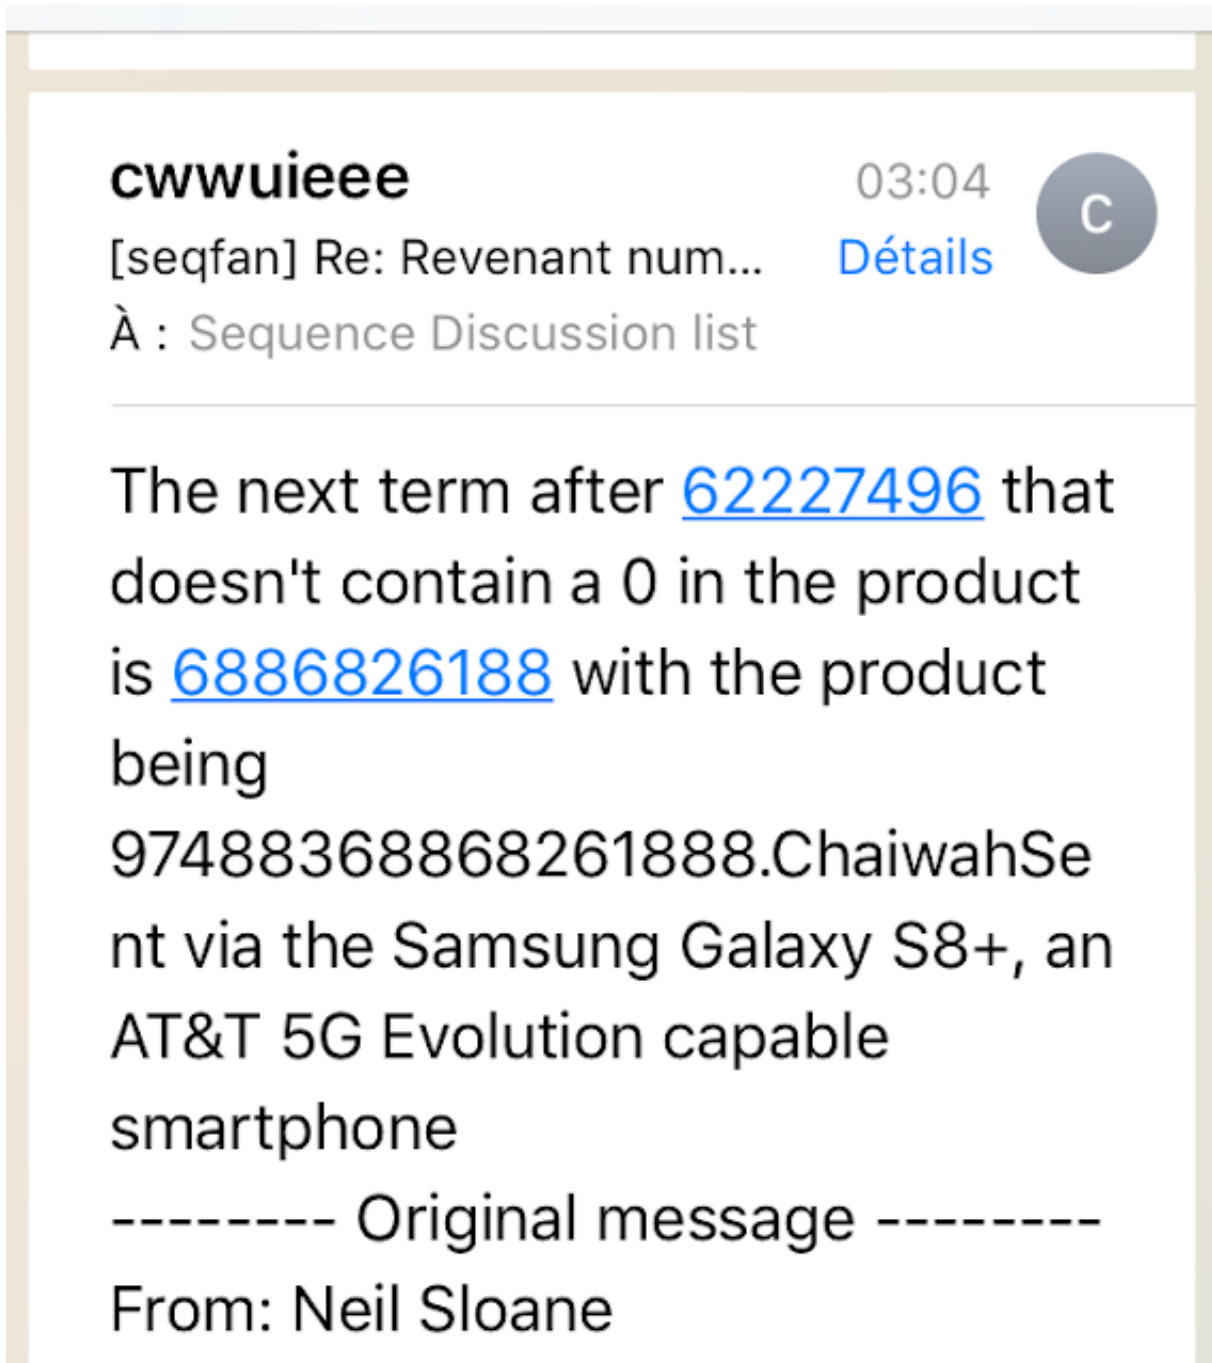 cwwuieee 03:04 C
[seqfan] Re: Revenant num... Détails
À : Sequence Discussion list
The next term after 62227496 that
doesn't contain a 0 in the product
is 6886826188 with the product
being
97488368868261888.ChaiwahSe
nt via the Samsung Galaxy S8+, an
AT&T 5G Evolution capable
smartphone
-------- Original message --------
From: Neil Sloane